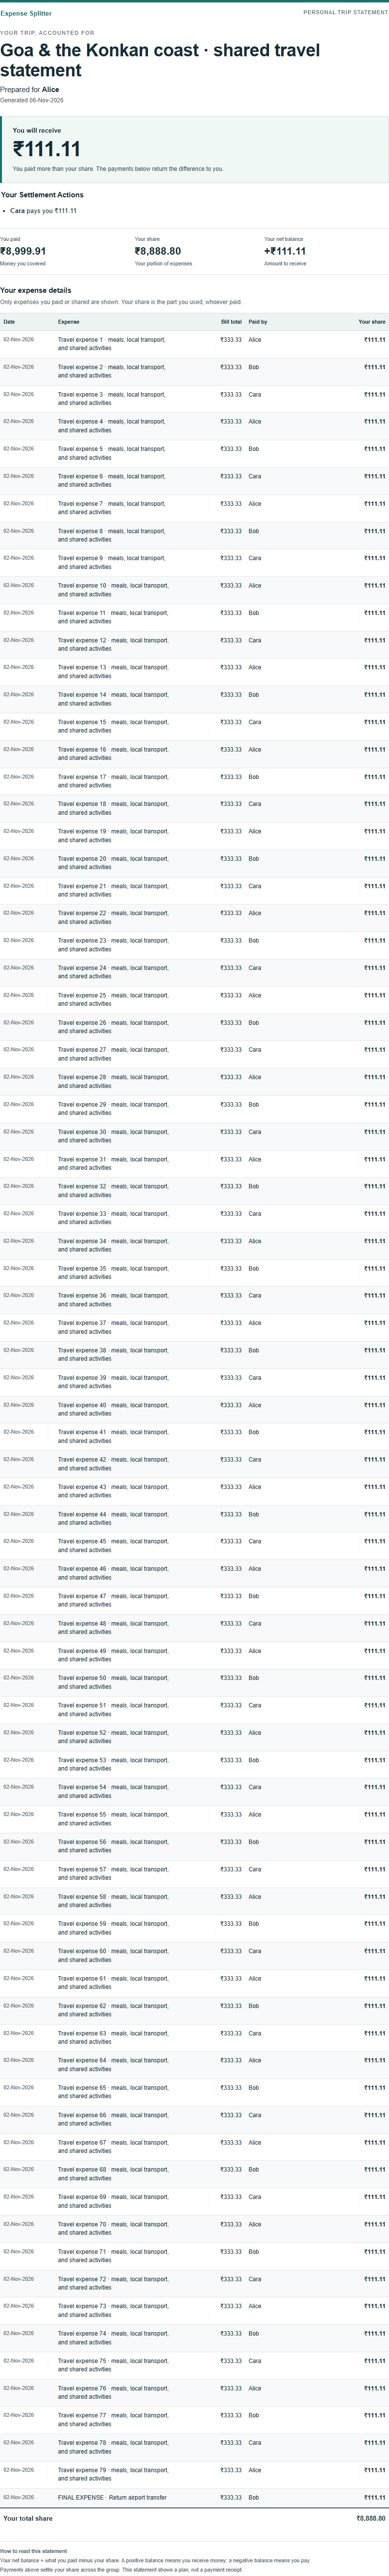 Expense Splitter
PERSONAL TRIP STATEMENT
YOUR TRIP, ACCOUNTED FOR
Goa & the Konkan coast · shared travel
statement
Prepared for Alice
Generated 06-Nov-2026
You will receive
₹111.11
You paid more than your share. The payments below return the difference to you.
Your Settlement Actions
• Cara pays you ₹111.11
You paid Your share Your net balance
₹8,999.91 ₹8,888.80 +₹111.11
Money you covered Your portion of expenses Amount to receive
Your expense details
Only expenses you paid or shared are shown. Your share is the part you used, whoever paid.
Date Expense Bill total Paid by Your share
02-Nov-2026 Travel expense 1 · meals, local transport, ₹333.33 Alice ₹111.11
and shared activities
02-Nov-2026 Travel expense 2 · meals, local transport, ₹333.33 Bob ₹111.11
and shared activities
02-Nov-2026 Travel expense 3 · meals, local transport, ₹333.33 Cara ₹111.11
and shared activities
02-Nov-2026 Travel expense 4 · meals, local transport, ₹333.33 Alice ₹111.11
and shared activities
02-Nov-2026 Travel expense 5 · meals, local transport, ₹333.33 Bob ₹111.11
and shared activities
02-Nov-2026 Travel expense 6 · meals, local transport, ₹333.33 Cara ₹111.11
and shared activities
02-Nov-2026 Travel expense 7 · meals, local transport, ₹333.33 Alice ₹111.11
and shared activities
02-Nov-2026 Travel expense 8 · meals, local transport, ₹333.33 Bob ₹111.11
and shared activities
02-Nov-2026 Travel expense 9 · meals, local transport, ₹333.33 Cara ₹111.11
and shared activities
02-Nov-2026 Travel expense 10 · meals, local transport, ₹333.33 Alice ₹111.11
and shared activities
02-Nov-2026 Travel expense 11 · meals, local transport, ₹333.33 Bob ₹111.11
and shared activities
02-Nov-2026 Travel expense 12 · meals, local transport, ₹333.33 Cara ₹111.11
and shared activities
02-Nov-2026 Travel expense 13 · meals, local transport, ₹333.33 Alice ₹111.11
and shared activities
02-Nov-2026 Travel expense 14 · meals, local transport, ₹333.33 Bob ₹111.11
and shared activities
02-Nov-2026 Travel expense 15 · meals, local transport, ₹333.33 Cara ₹111.11
and shared activities
02-Nov-2026 Travel expense 16 · meals, local transport, ₹333.33 Alice ₹111.11
and shared activities
02-Nov-2026 Travel expense 17 · meals, local transport, ₹333.33 Bob ₹111.11
and shared activities
02-Nov-2026 Travel expense 18 · meals, local transport, ₹333.33 Cara ₹111.11
and shared activities
02-Nov-2026 Travel expense 19 · meals, local transport, ₹333.33 Alice ₹111.11
and shared activities
02-Nov-2026 Travel expense 20 · meals, local transport, ₹333.33 Bob ₹111.11
and shared activities
02-Nov-2026 Travel expense 21 · meals, local transport, ₹333.33 Cara ₹111.11
and shared activities
02-Nov-2026 Travel expense 22 · meals, local transport, ₹333.33 Alice ₹111.11
and shared activities
02-Nov-2026 Travel expense 23 · meals, local transport, ₹333.33 Bob ₹111.11
and shared activities
02-Nov-2026 Travel expense 24 · meals, local transport, ₹333.33 Cara ₹111.11
and shared activities
02-Nov-2026 Travel expense 25 · meals, local transport, ₹333.33 Alice ₹111.11
and shared activities
02-Nov-2026 Travel expense 26 · meals, local transport, ₹333.33 Bob ₹111.11
and shared activities
02-Nov-2026 Travel expense 27 · meals, local transport, ₹333.33 Cara ₹111.11
and shared activities
02-Nov-2026 Travel expense 28 · meals, local transport, ₹333.33 Alice ₹111.11
and shared activities
02-Nov-2026 Travel expense 29 · meals, local transport, ₹333.33 Bob ₹111.11
and shared activities
02-Nov-2026 Travel expense 30 · meals, local transport, ₹333.33 Cara ₹111.11
and shared activities
02-Nov-2026 Travel expense 31 · meals, local transport, ₹333.33 Alice ₹111.11
and shared activities
02-Nov-2026 Travel expense 32 · meals, local transport, ₹333.33 Bob ₹111.11
and shared activities
02-Nov-2026 Travel expense 33 · meals, local transport, ₹333.33 Cara ₹111.11
and shared activities
02-Nov-2026 Travel expense 34 · meals, local transport, ₹333.33 Alice ₹111.11
and shared activities
02-Nov-2026 Travel expense 35 · meals, local transport, ₹333.33 Bob ₹111.11
and shared activities
02-Nov-2026 Travel expense 36 · meals, local transport, ₹333.33 Cara ₹111.11
and shared activities
02-Nov-2026 Travel expense 37 · meals, local transport, ₹333.33 Alice ₹111.11
and shared activities
02-Nov-2026 Travel expense 38 · meals, local transport, ₹333.33 Bob ₹111.11
and shared activities
02-Nov-2026 Travel expense 39 · meals, local transport, ₹333.33 Cara ₹111.11
and shared activities
02-Nov-2026 Travel expense 40 · meals, local transport, ₹333.33 Alice ₹111.11
and shared activities
02-Nov-2026 Travel expense 41 · meals, local transport, ₹333.33 Bob ₹111.11
and shared activities
02-Nov-2026 Travel expense 42 · meals, local transport, ₹333.33 Cara ₹111.11
and shared activities
02-Nov-2026 Travel expense 43 · meals, local transport, ₹333.33 Alice ₹111.11
and shared activities
02-Nov-2026 Travel expense 44 · meals, local transport, ₹333.33 Bob ₹111.11
and shared activities
02-Nov-2026 Travel expense 45 · meals, local transport, ₹333.33 Cara ₹111.11
and shared activities
02-Nov-2026 Travel expense 46 · meals, local transport, ₹333.33 Alice ₹111.11
and shared activities
02-Nov-2026 Travel expense 47 · meals, local transport, ₹333.33 Bob ₹111.11
and shared activities
02-Nov-2026 Travel expense 48 · meals, local transport, ₹333.33 Cara ₹111.11
and shared activities
02-Nov-2026 Travel expense 49 · meals, local transport, ₹333.33 Alice ₹111.11
and shared activities
02-Nov-2026 Travel expense 50 · meals, local transport, ₹333.33 Bob ₹111.11
and shared activities
02-Nov-2026 Travel expense 51 · meals, local transport, ₹333.33 Cara ₹111.11
and shared activities
02-Nov-2026 Travel expense 52 · meals, local transport, ₹333.33 Alice ₹111.11
and shared activities
02-Nov-2026 Travel expense 53 · meals, local transport, ₹333.33 Bob ₹111.11
and shared activities
02-Nov-2026 Travel expense 54 · meals, local transport, ₹333.33 Cara ₹111.11
and shared activities
02-Nov-2026 Travel expense 55 · meals, local transport, ₹333.33 Alice ₹111.11
and shared activities
02-Nov-2026 Travel expense 56 · meals, local transport, ₹333.33 Bob ₹111.11
and shared activities
02-Nov-2026 Travel expense 57 · meals, local transport, ₹333.33 Cara ₹111.11
and shared activities
02-Nov-2026 Travel expense 58 · meals, local transport, ₹333.33 Alice ₹111.11
and shared activities
02-Nov-2026 Travel expense 59 · meals, local transport, ₹333.33 Bob ₹111.11
and shared activities
02-Nov-2026 Travel expense 60 · meals, local transport, ₹333.33 Cara ₹111.11
and shared activities
02-Nov-2026 Travel expense 61 · meals, local transport, ₹333.33 Alice ₹111.11
and shared activities
02-Nov-2026 Travel expense 62 · meals, local transport, ₹333.33 Bob ₹111.11
and shared activities
02-Nov-2026 Travel expense 63 · meals, local transport, ₹333.33 Cara ₹111.11
and shared activities
02-Nov-2026 Travel expense 64 · meals, local transport, ₹333.33 Alice ₹111.11
and shared activities
02-Nov-2026 Travel expense 65 · meals, local transport, ₹333.33 Bob ₹111.11
and shared activities
02-Nov-2026 Travel expense 66 · meals, local transport, ₹333.33 Cara ₹111.11
and shared activities
02-Nov-2026 Travel expense 67 · meals, local transport, ₹333.33 Alice ₹111.11
and shared activities
02-Nov-2026 Travel expense 68 · meals, local transport, ₹333.33 Bob ₹111.11
and shared activities
02-Nov-2026 Travel expense 69 · meals, local transport, ₹333.33 Cara ₹111.11
and shared activities
02-Nov-2026 Travel expense 70 · meals, local transport, ₹333.33 Alice ₹111.11
and shared activities
02-Nov-2026 Travel expense 71 · meals, local transport, ₹333.33 Bob ₹111.11
and shared activities
02-Nov-2026 Travel expense 72 · meals, local transport, ₹333.33 Cara ₹111.11
and shared activities
02-Nov-2026 Travel expense 73 · meals, local transport, ₹333.33 Alice ₹111.11
and shared activities
02-Nov-2026 Travel expense 74 · meals, local transport, ₹333.33 Bob ₹111.11
and shared activities
02-Nov-2026 Travel expense 75 · meals, local transport, ₹333.33 Cara ₹111.11
and shared activities
02-Nov-2026 Travel expense 76 · meals, local transport, ₹333.33 Alice ₹111.11
and shared activities
02-Nov-2026 Travel expense 77 · meals, local transport, ₹333.33 Bob ₹111.11
and shared activities
02-Nov-2026 Travel expense 78 · meals, local transport, ₹333.33 Cara ₹111.11
and shared activities
02-Nov-2026 Travel expense 79 · meals, local transport, ₹333.33 Alice ₹111.11
and shared activities
02-Nov-2026 FINAL EXPENSE · Return airport transfer ₹333.33 Bob ₹111.11
Your total share ₹8,888.80
How to read this statement
Your net balance = what you paid minus your share. A positive balance means you receive money; a negative balance means you pay.
Payments above settle your share across the group. This statement shows a plan, not a payment receipt.